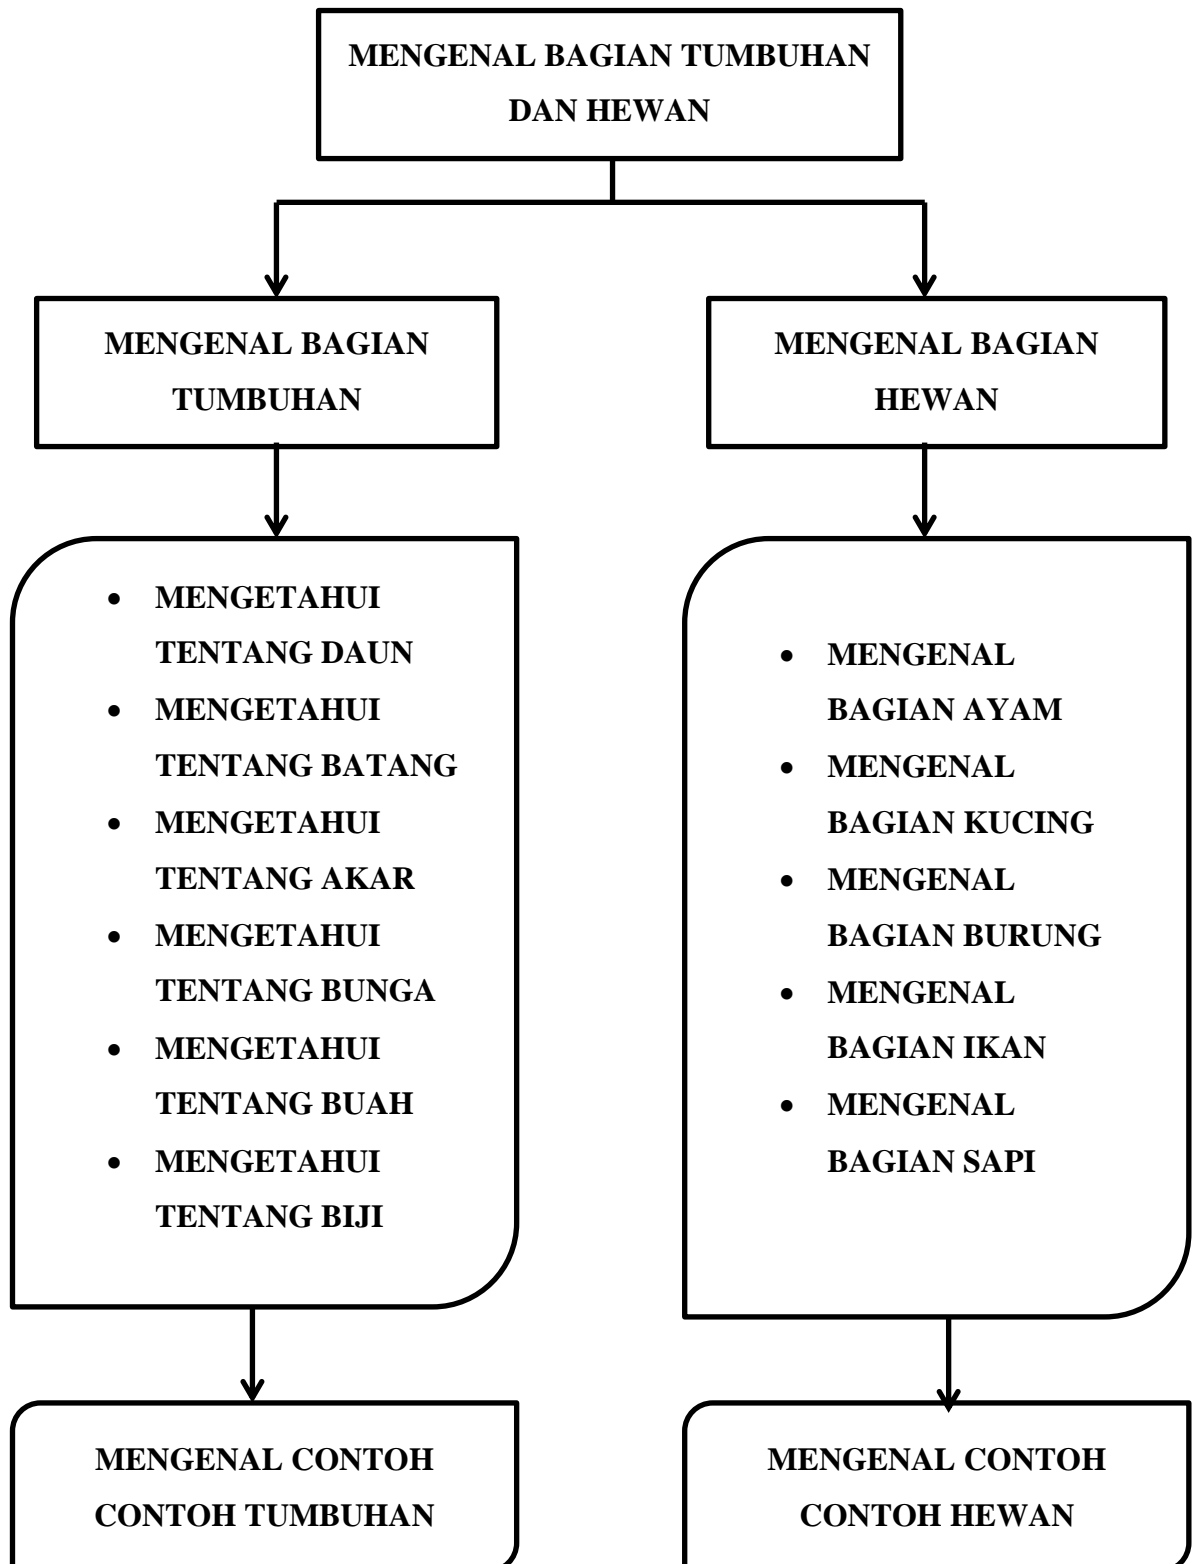 MENGENAL BAGIAN TUMBUHAN
DAN HEWAN
MENGENAL BAGIAN
TUMBUHAN
MENGENAL BAGIAN
HEWAN
• MENGETAHUI
TENTANG DAUN
• MENGETAHUI
TENTANG BATANG
• MENGETAHUI
TENTANG AKAR
• MENGETAHUI
TENTANG BUNGA
• MENGETAHUI
TENTANG BUAH
• MENGETAHUI
TENTANG BIJI
• MENGENAL
BAGIAN AYAM
• MENGENAL
BAGIAN KUCING
• MENGENAL
BAGIAN BURUNG
• MENGENAL
BAGIAN IKAN
• MENGENAL
BAGIAN SAPI
MENGENAL CONTOH
CONTOH TUMBUHAN
MENGENAL CONTOH
CONTOH HEWAN